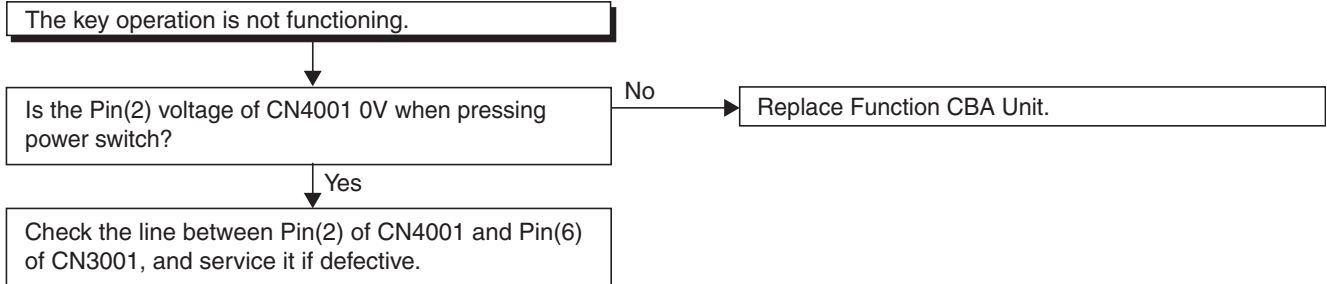 The key operation is not functioning.
Is the Pin(2) voltage of CN4001 0V when pressing
power switch?
No
Replace Function CBA Unit.
Yes
Check the line between Pin(2) of CN4001 and Pin(6)
of CN3001, and service it if defective.